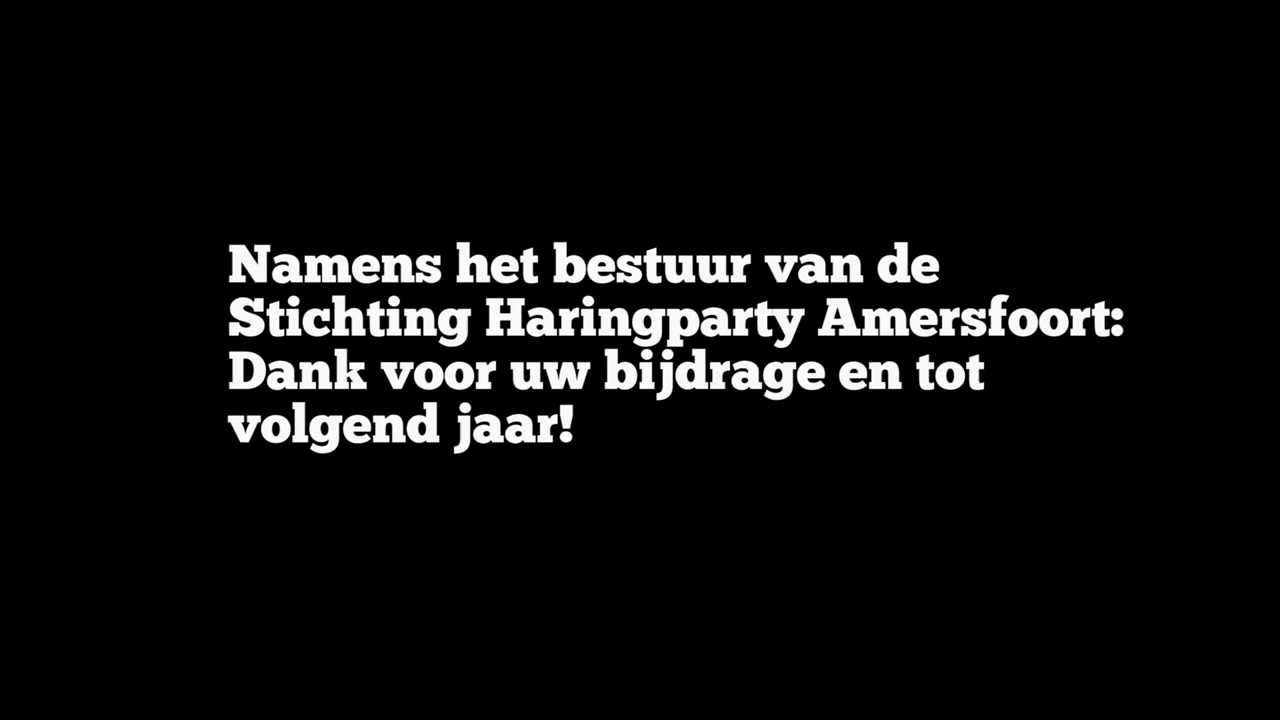 Namens het bestuur van de
Stichting Haringparty Amersfoort:
Dank voor uw bijdrage en tot
volgend jaar!